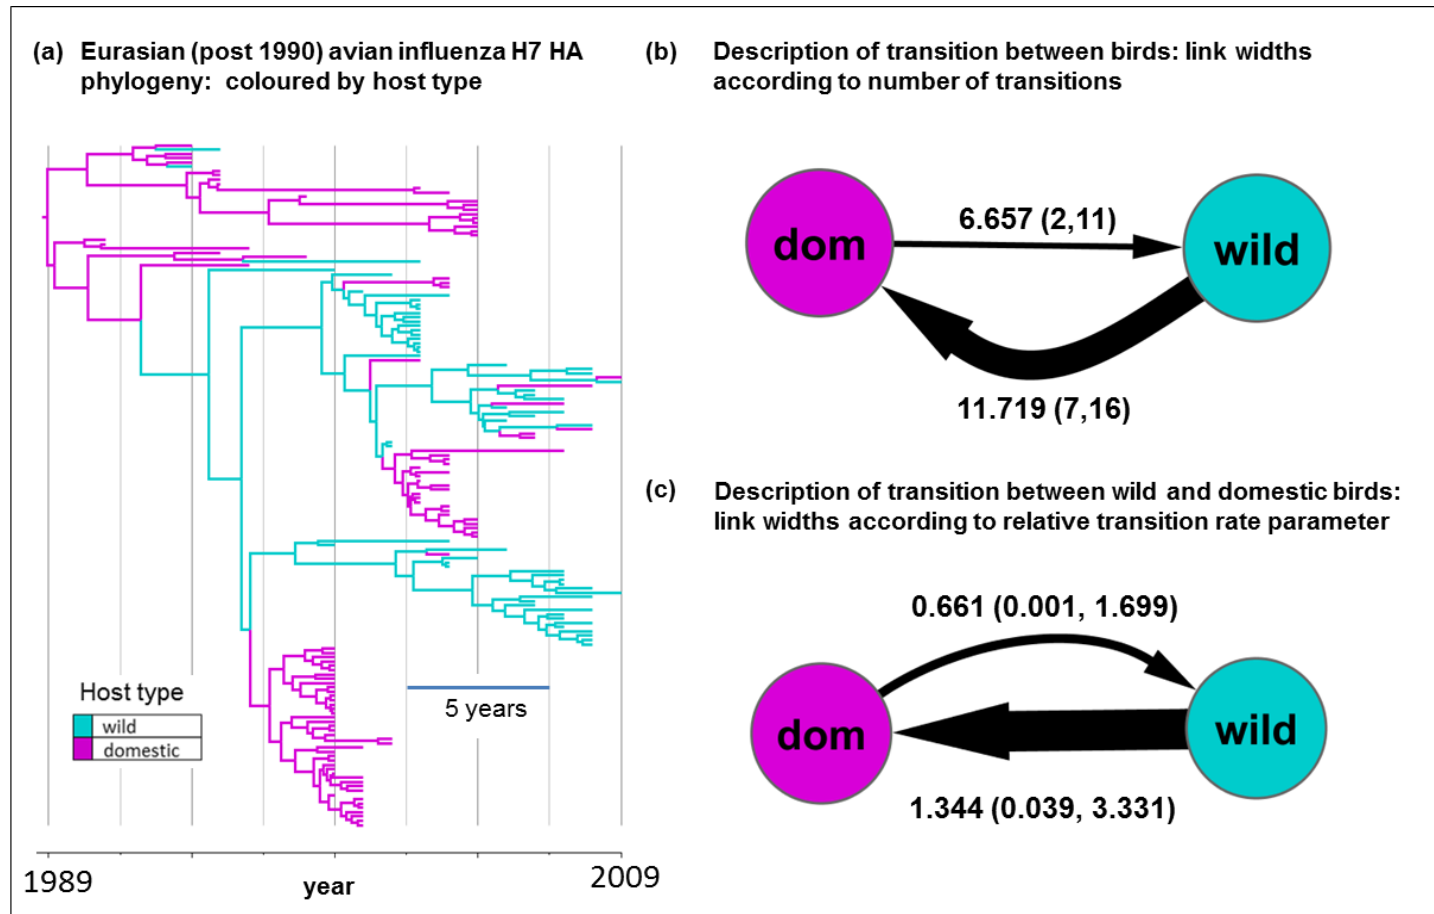 (a) Eurasian (post 1990) avian influenza H7 HA
phylogeny: coloured by host type
Host type
wild
domestic
5 years
1989
year
2009
(b) Description of transition between birds: link widths
according to number of transitions
dom
6.657 (2,11)
wild
11.719 (7,16)
(c) Description of transition between wild and domestic birds:
link widths according to relative transition rate parameter
0.661 (0.001, 1.699)
dom
wild
1.344 (0.039, 3.331)